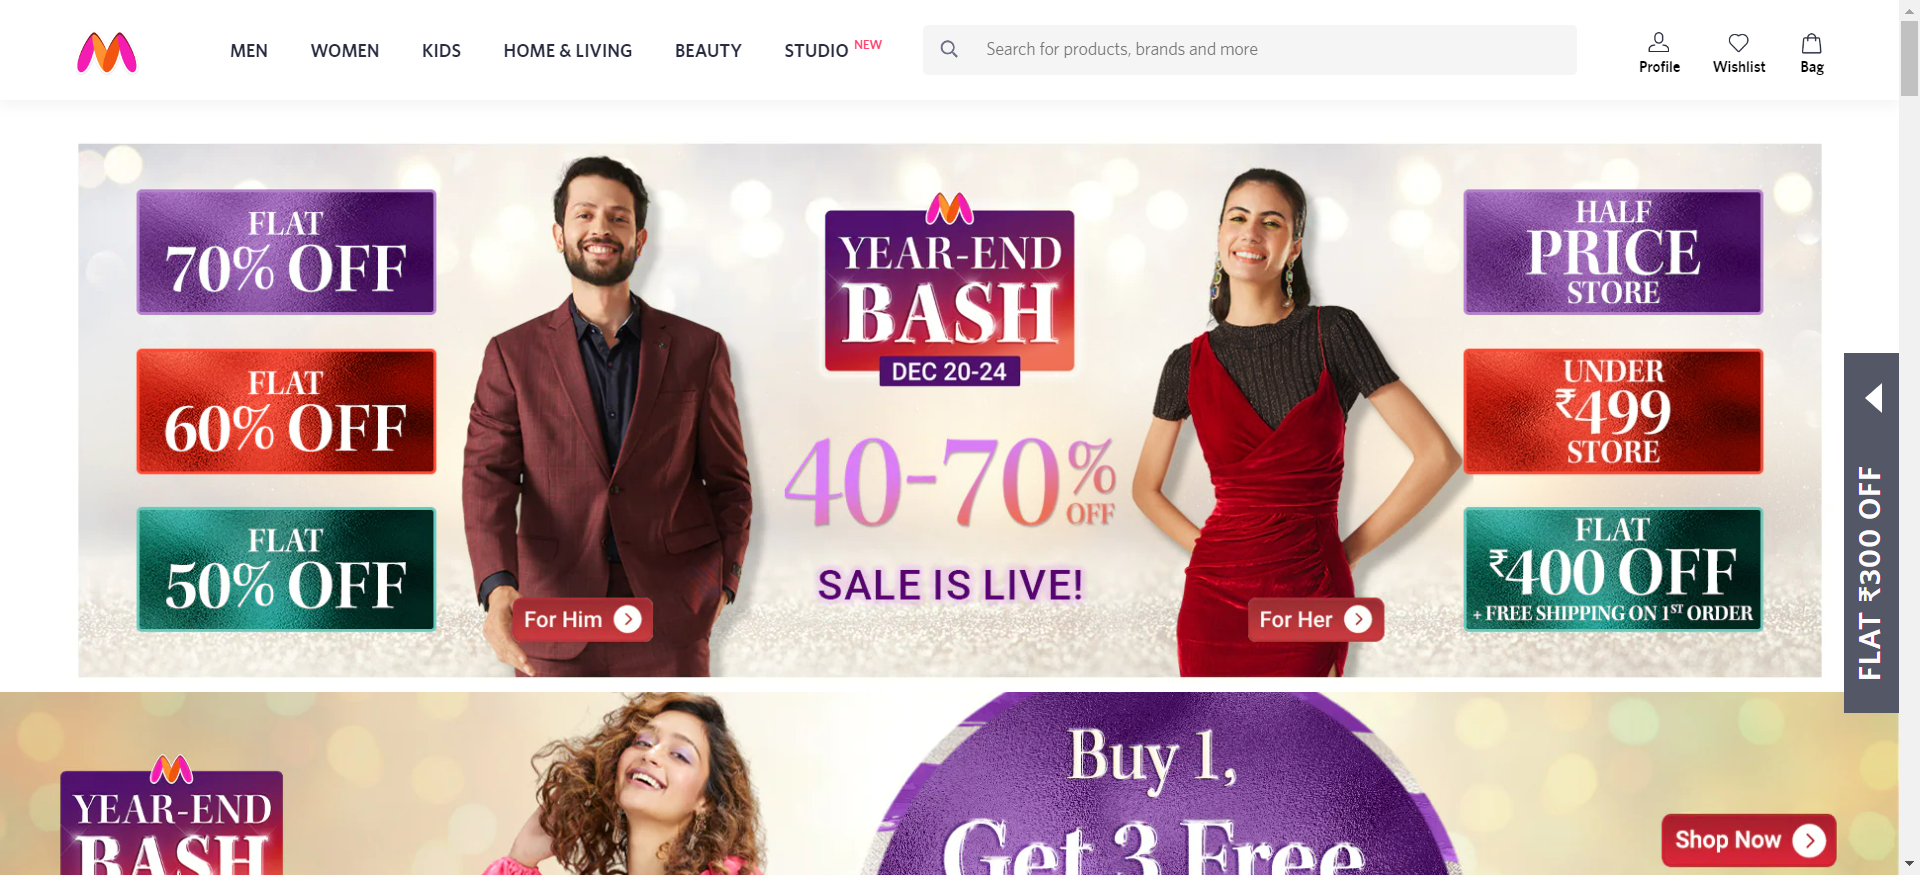 MEN
WOMEN
KIDS
HOME & LIVING
BEAUTY
STUDIO NEW
Search for products, brands and more
Profile
Wishlist
Bag
FLAT
70% OFF
FLAT
60% OFF
FLAT
50% OFF
For Him
YEAR-END
BASH
DEC 20-24
40-70%
OFF
SALE IS LIVE!
For Her
HALF
PRICE
STORE
UNDER
₹499
STORE
FLAT
₹400 OFF
+ FREE SHIPPING ON 1ST ORDER
FLAT ₹300 OFF
YEAR-END
BASH
Buy 1,
Get 3 Free
Shop Now